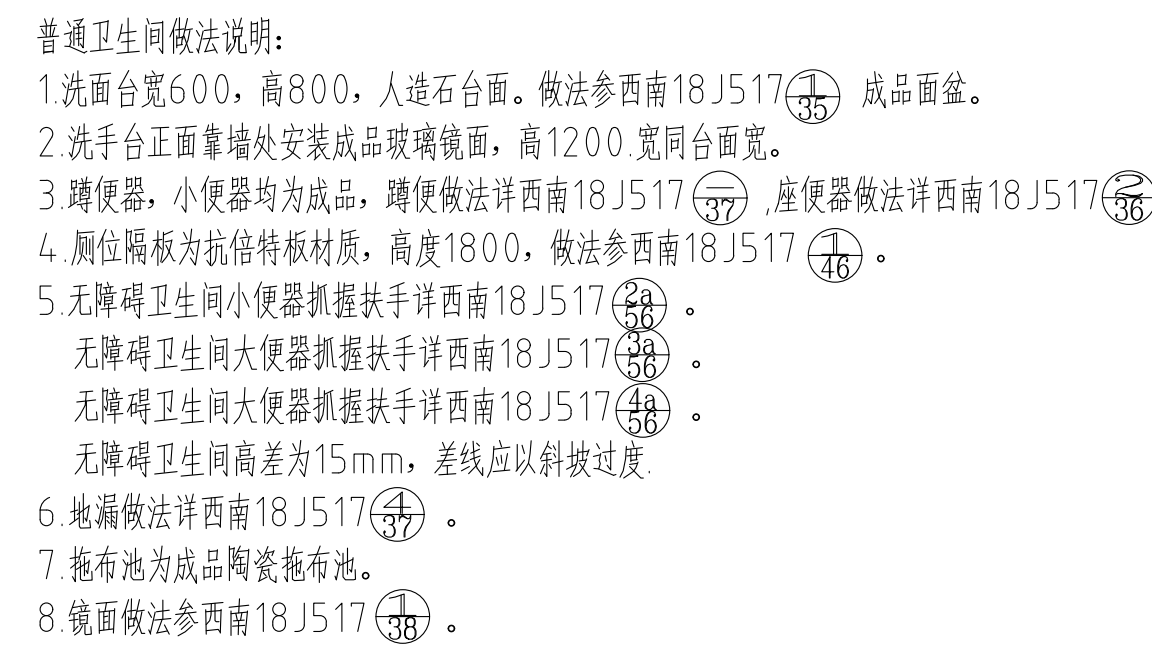 普通卫生间做法说明:
1.洗面台宽600，高800，人造石台面。做法参西南18J517 1/35 成品面盆。
2.洗手台正面靠墙处安装成品玻璃镜面，高1200.宽同台面宽。
3.蹲便器，小便器均为成品，蹲便做法详西南18J517 —/37 ,座便器做法详西南18J517 2/36
4.厕位隔板为抗倍特板材质，高度1800，做法参西南18J517 1/46 。
5.无障碍卫生间小便器抓握扶手详西南18J517 2a/56 。
无障碍卫生间大便器抓握扶手详西南18J517 3a/56 。
无障碍卫生间大便器抓握扶手详西南18J517 4a/56 。
无障碍卫生间高差为15mm，差线应以斜坡过度.
6.地漏做法详西南18J517 4/37 。
7.拖布池为成品陶瓷拖布池。
8.镜面做法参西南18J517 1/38 。